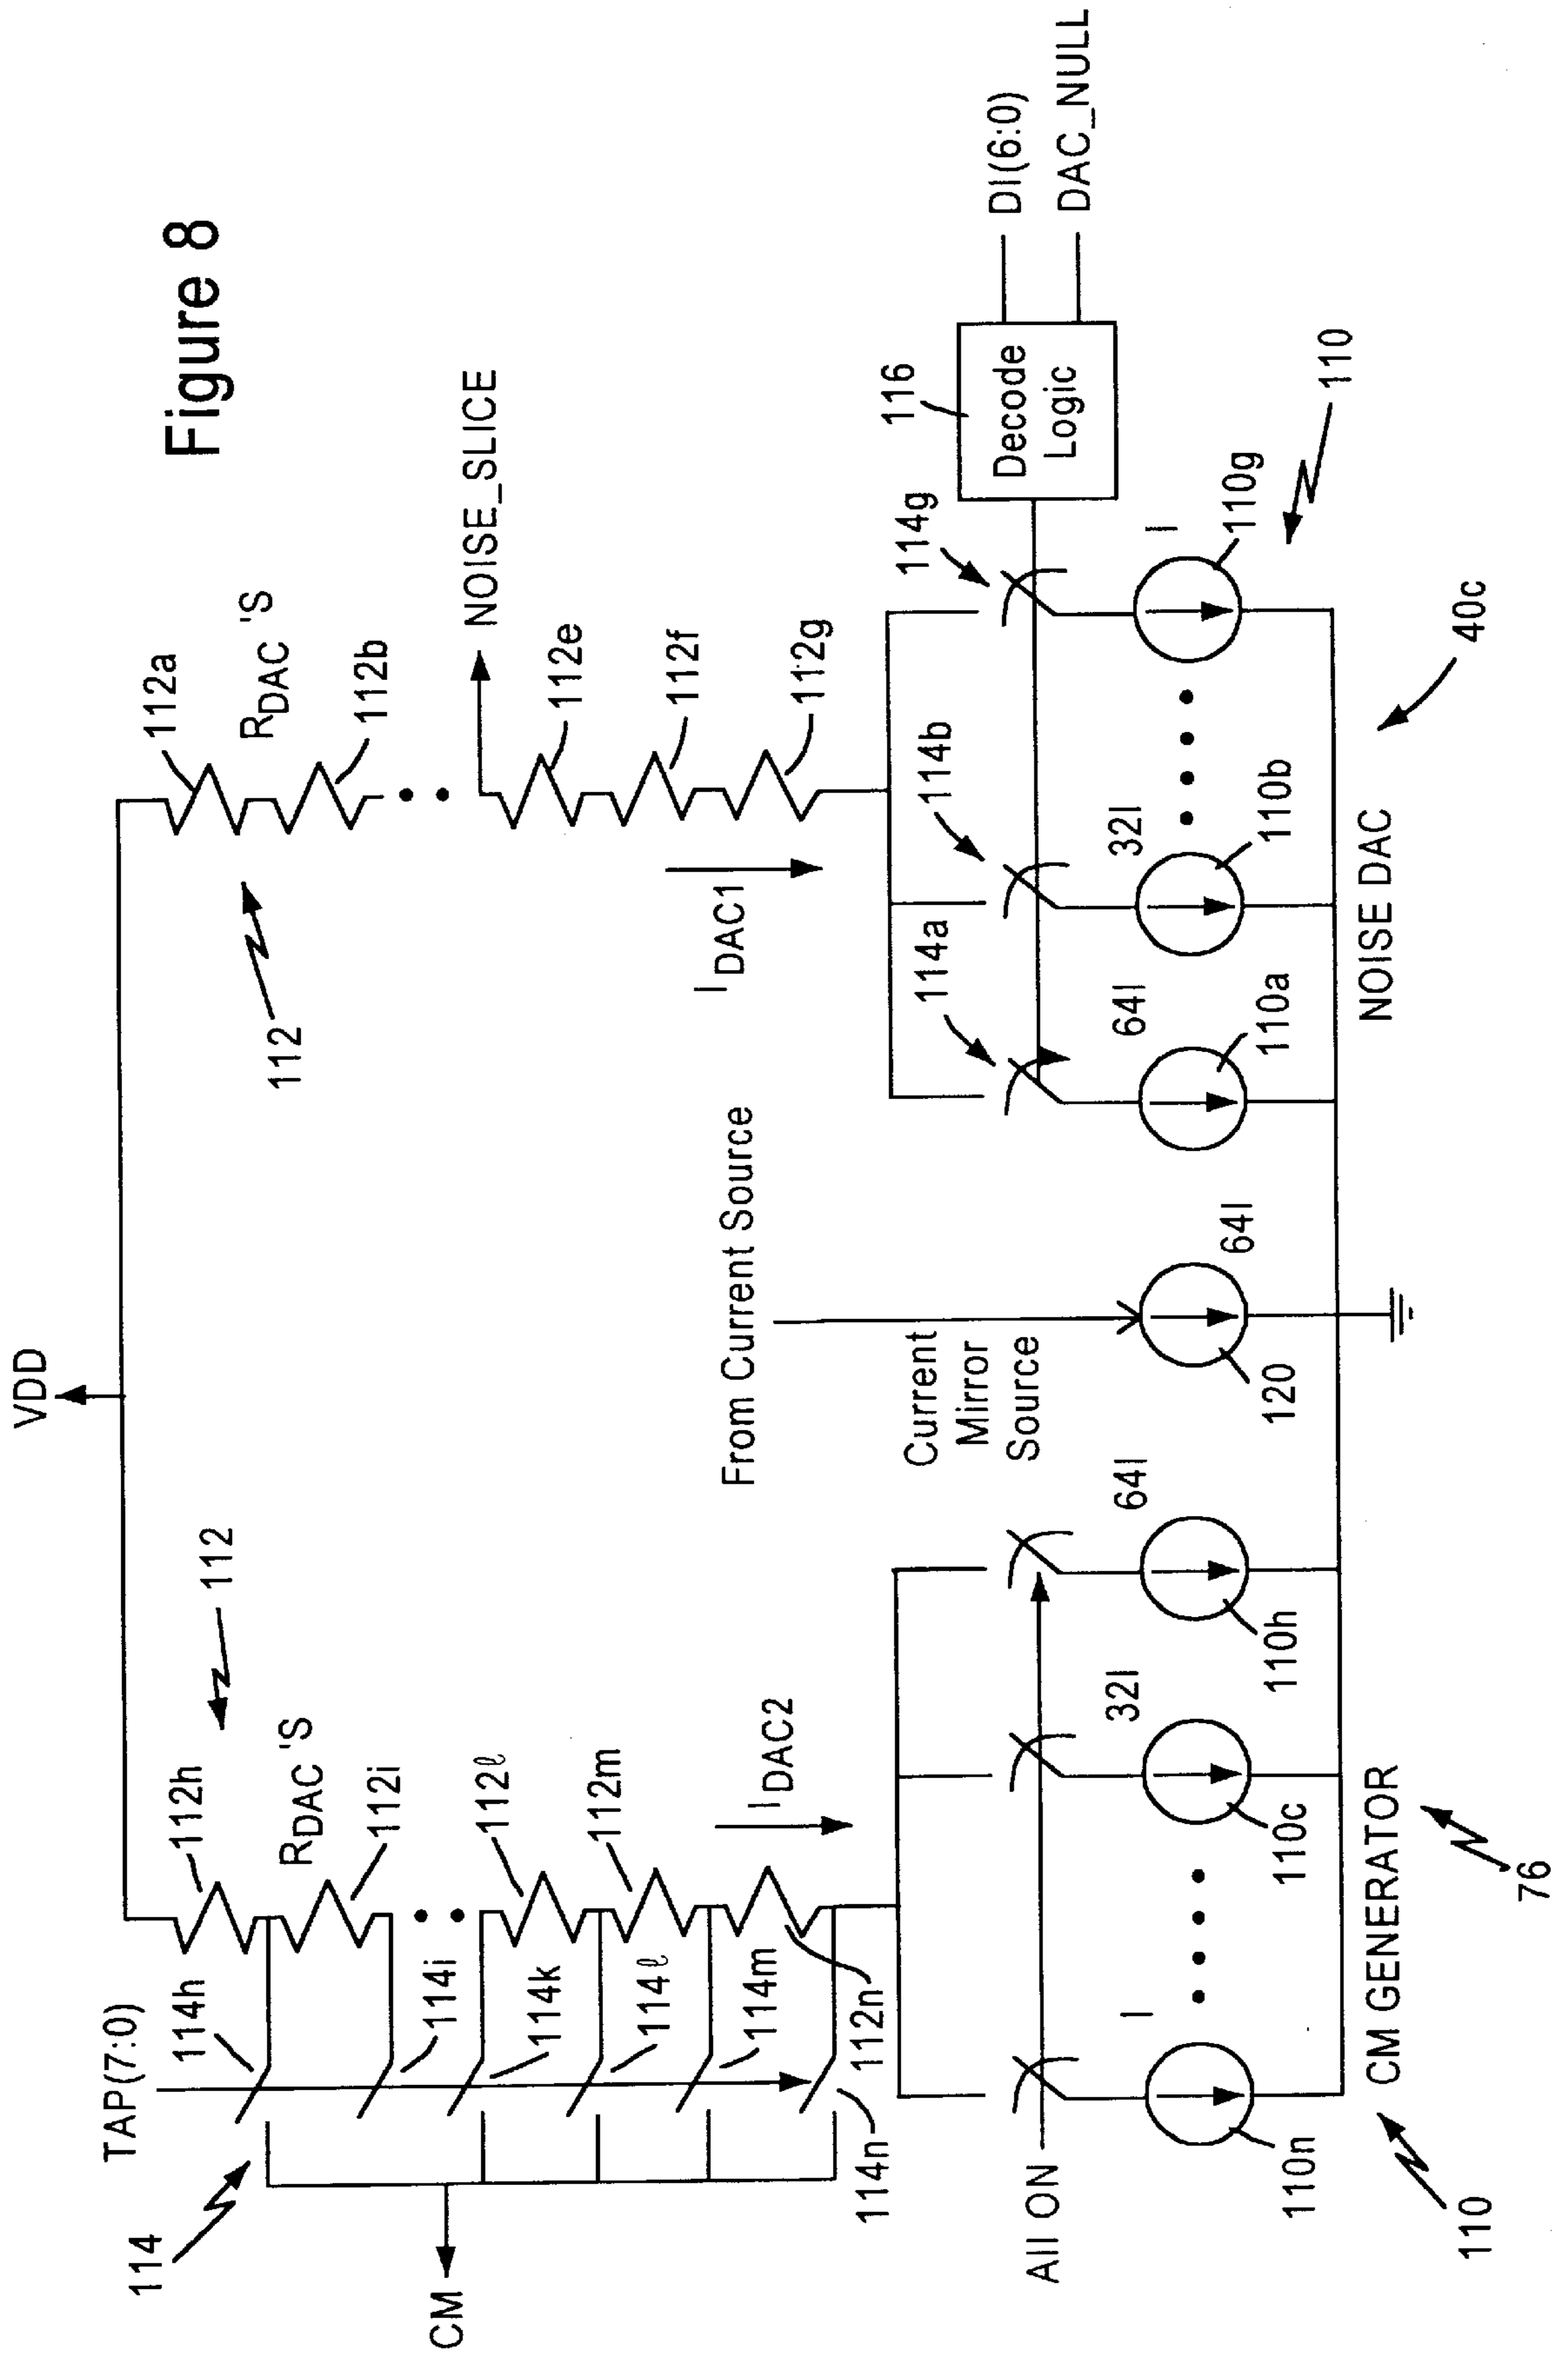 Figure 8
VDD
TAP(7:0)
114h
112h
112
114
RDAC'S
114i
112i
CM
114k
112ℓ
114ℓ
112m
114m
IDAC2
112n
114n
112a
RDAC'S
112
112b
NOISE_SLICE
112e
112f
IDAC1
112g
From Current Source
Current
Mirror
Source
114a
114b
114g
116
Decode
Logic
DI(6:0)
DAC_NULL
All ON
I
32I
64I
64I
64I
32I
I
110n
110c
110h
120
110a
110b
110g
110
CM GENERATOR
NOISE DAC
110
76
40c